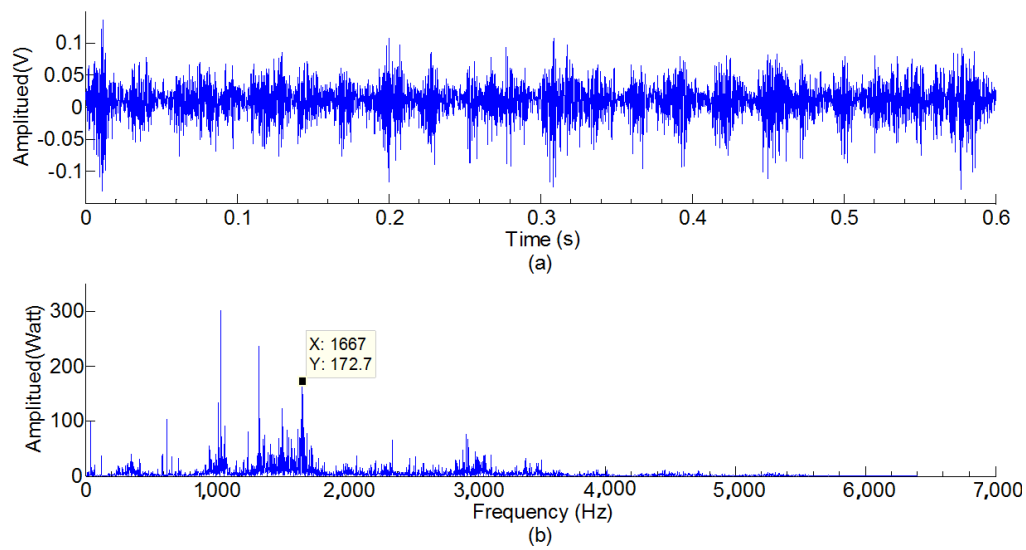 Amplitued(V)
0.1
0.05
0
-0.05
-0.1
0 0.1 0.2 0.3 0.4 0.5 0.6
Time (s)
(a)
Amplitued(Watt)
300
200
100
0
X: 1667
Y: 172.7
0 1,000 2,000 3,000 4,000 5,000 6,000 7,000
Frequency (Hz)
(b)